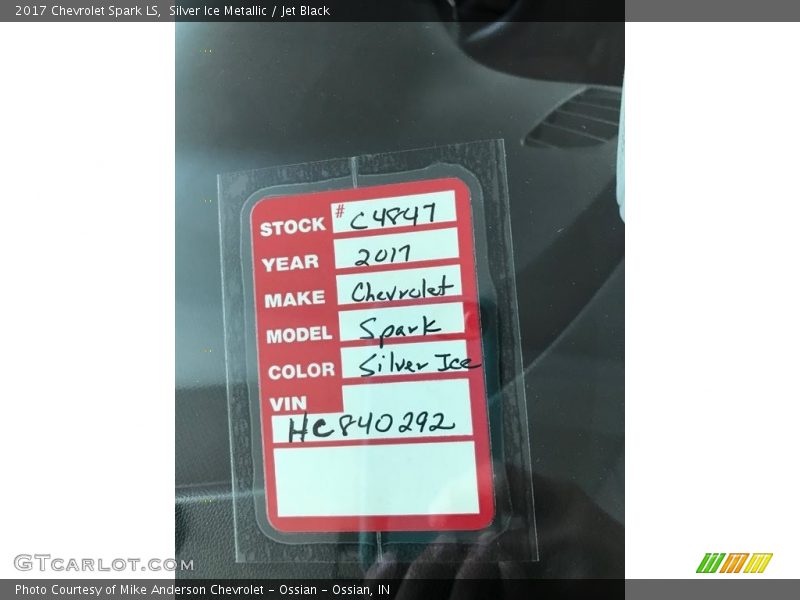 2017 Chevrolet Spark LS,  Silver Ice Metallic / Jet Black
STOCK # C4847
YEAR 2017
MAKE Chevrolet
MODEL Spark
COLOR Silver Ice
VIN
HC840292
GTCARLOT.COM
Photo Courtesy of Mike Anderson Chevrolet - Ossian - Ossian, IN